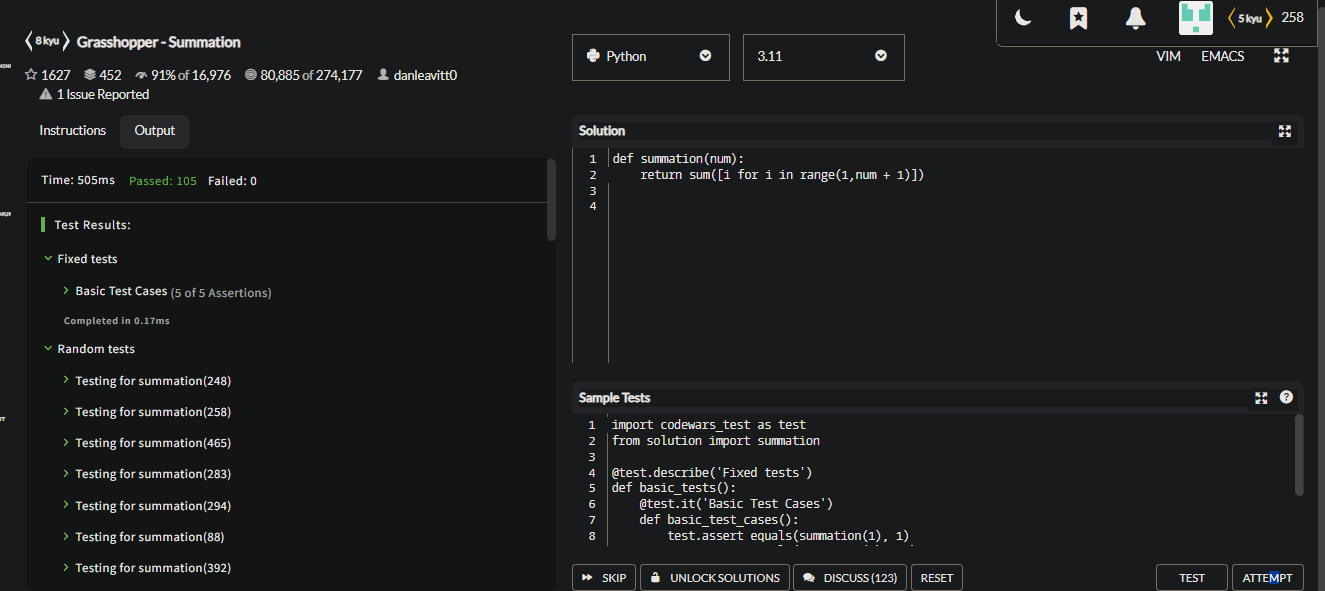 8 kyu Grasshopper - Summation
1627 452 91% of 16,976 80,885 of 274,177 danleavitt0
1 Issue Reported
Instructions Output
Time: 505ms Passed: 105 Failed: 0
Test Results:
Fixed tests
Basic Test Cases (5 of 5 Assertions)
Completed in 0.17ms
Random tests
Testing for summation(248)
Testing for summation(258)
Testing for summation(465)
Testing for summation(283)
Testing for summation(294)
Testing for summation(88)
Testing for summation(392)
5 kyu 258
Python 3.11 VIM EMACS
Solution
1 def summation(num):
2 return sum([i for i in range(1,num + 1)])
3
4
Sample Tests
1 import codewars_test as test
2 from solution import summation
3
4 @test.describe('Fixed tests')
5 def basic_tests():
6 @test.it('Basic Test Cases')
7 def basic_test_cases():
8 test.assert equals(summation(1), 1)
SKIP UNLOCK SOLUTIONS DISCUSS (123) RESET TEST ATTEMPT